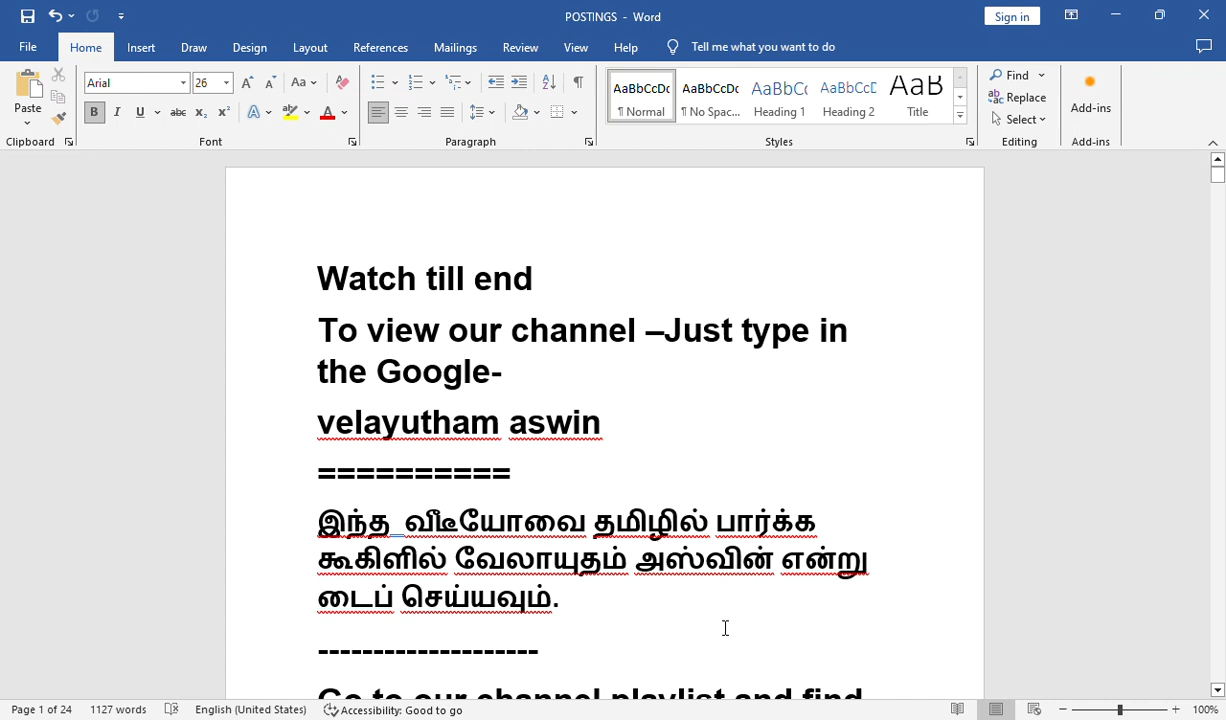 POSTINGS - Word
Sign in
File Home Insert Draw Design Layout References Mailings Review View Help Tell me what you want to do
Paste
Clipboard
Arial 26
Font
Paragraph
AaBbCcDc AaBbCcDc AaBbCc AaBbCcD AaB
¶ Normal ¶ No Spac... Heading 1 Heading 2 Title
Styles
Find
Replace
Select
Editing
Add-ins
Add-ins
Watch till end
To view our channel –Just type in
the Google-
velayutham aswin
==========
இந்த வீடீயோவை தமிழில் பார்க்க
கூகிளில் வேலாயுதம் அஸ்வின் என்று
டைப் செய்யவும்.
--------------------
Go to our channel playlist and find
Page 1 of 24 1127 words English (United States) Accessibility: Good to go 100%